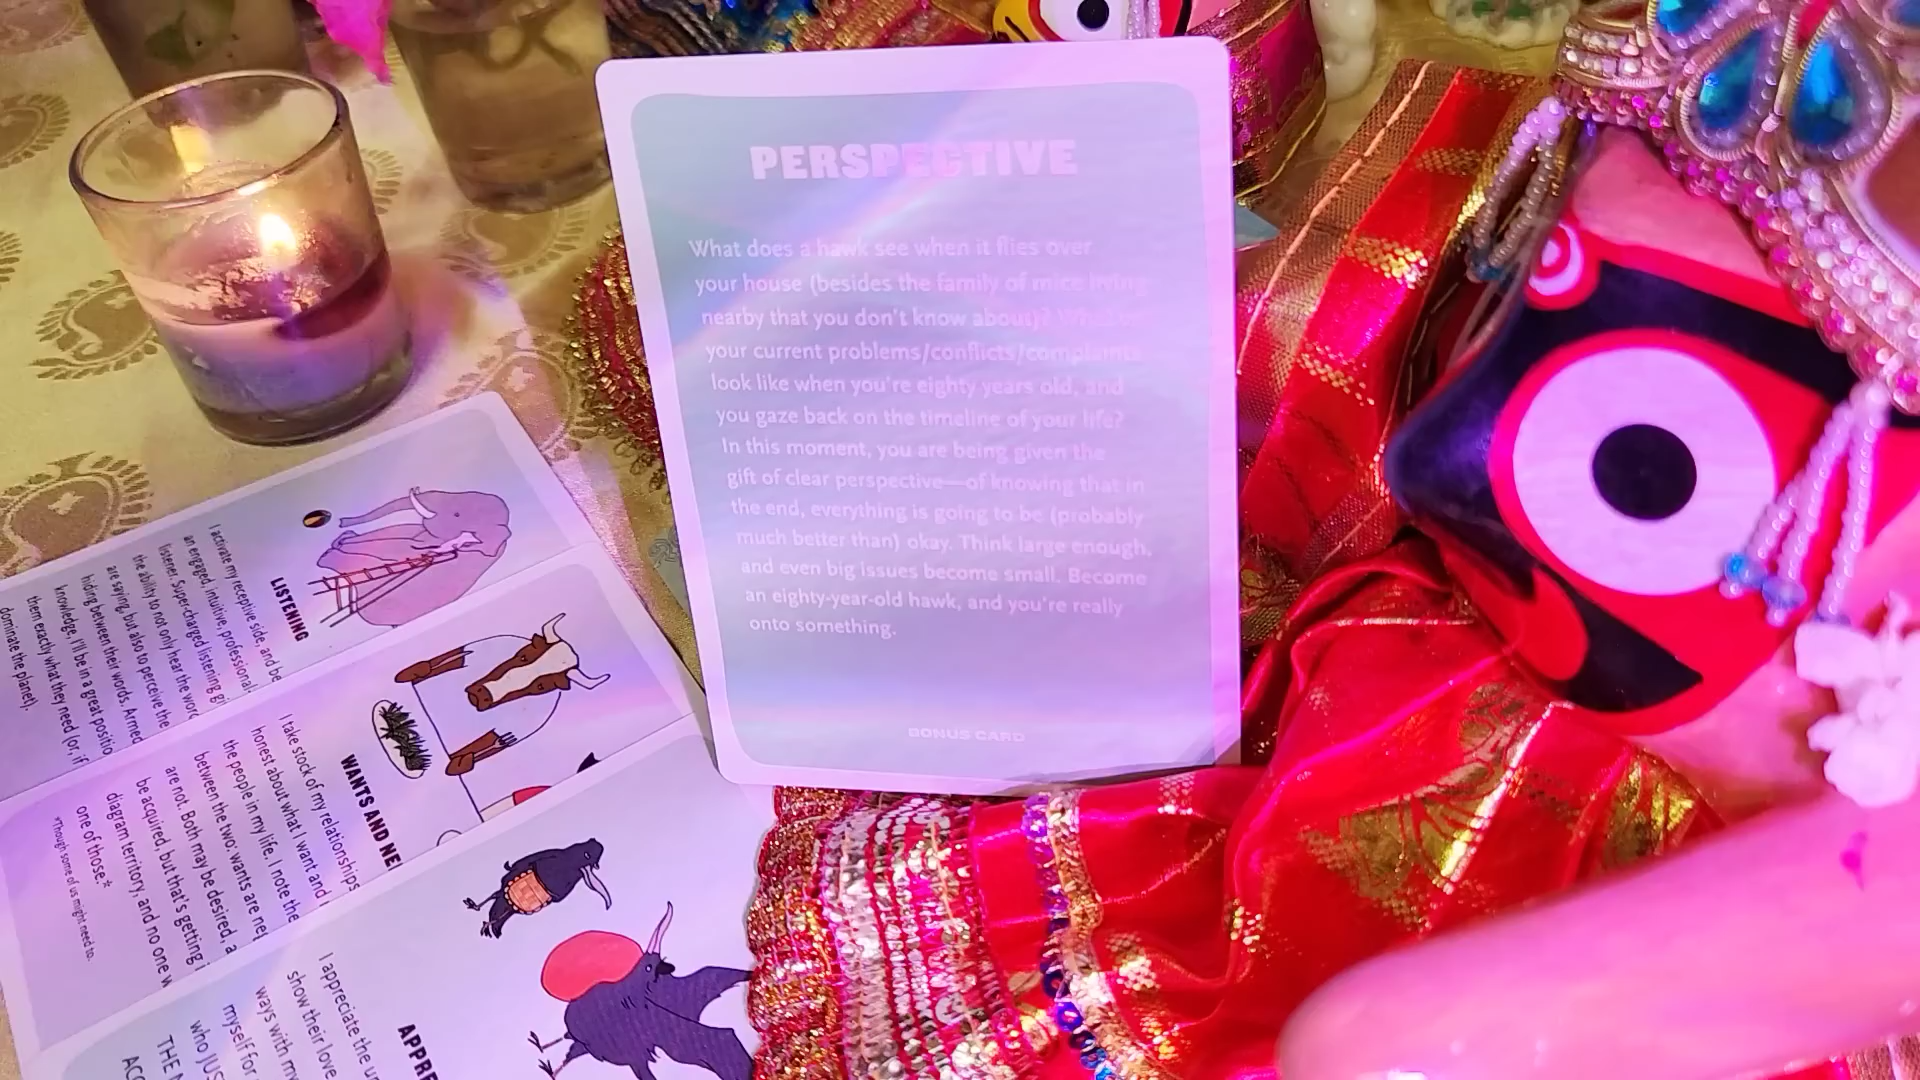 PERSPECTIVE
What does a hawk see when it flies over
your house (besides the family of mice living
nearby that you don't know about)? What do
your current problems/conflicts/complaints
look like when you're eighty years old, and
you gaze back on the timeline of your life?
In this moment, you are being given the
gift of clear perspective—of knowing that in
the end, everything is going to be (probably
much better than) okay. Think large enough,
and even big issues become small. Become
an eighty-year-old hawk, and you're really
onto something.
BONUS CARD
LISTENING
I activate my receptive side, and be
an engaged, intuitive, professional
listener. Super-charged listening gi
the ability to not only hear the word
are saying, but also to perceive the
hiding between their words. Armed
knowledge, I'll be in a great positio
them exactly what they need (or, if
dominate the planet).
WANTS AND NE
I take stock of my relationships
honest about what I want and
the people in my life. I note the
between the two: wants are ne
are not. Both may be desired, a
be acquired, but that's getting i
diagram territory, and no one w
one of those.*
*Though some of us might need to.
APPRE
I appreciate the u
show their love
ways with my
myself for
who JUS
THE
ACC